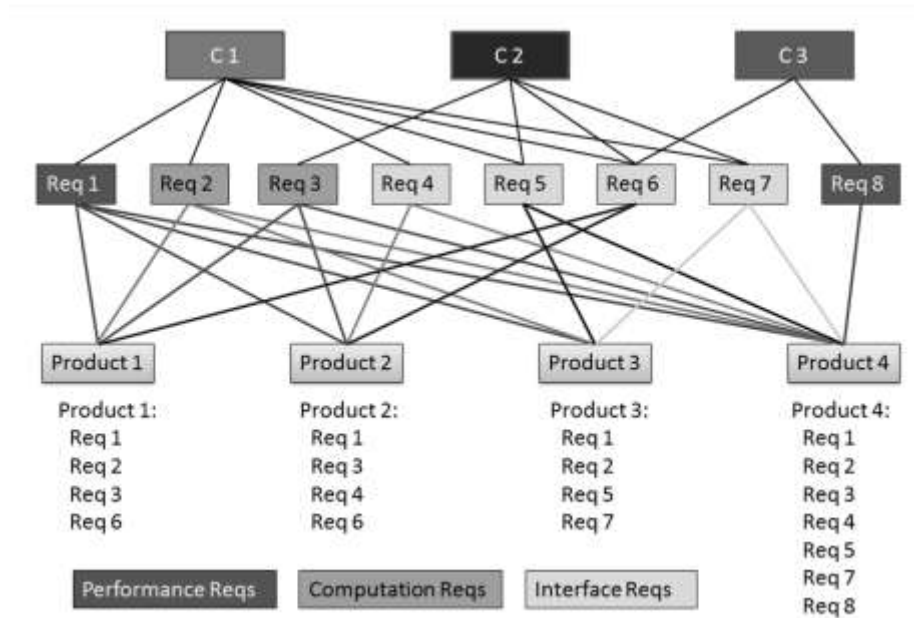 C 1 C 2 C 3
Req 1 Req 2 Req 3 Req 4 Req 5 Req 6 Req 7 Req 8
Product 1 Product 2 Product 3 Product 4
Product 1: Product 2: Product 3: Product 4:
Req 1 Req 1 Req 1 Req 1
Req 2 Req 3 Req 2 Req 2
Req 3 Req 4 Req 5 Req 3
Req 6 Req 6 Req 7 Req 4
Req 5
Req 7
Req 8
Performance Reqs Computation Reqs Interface Reqs